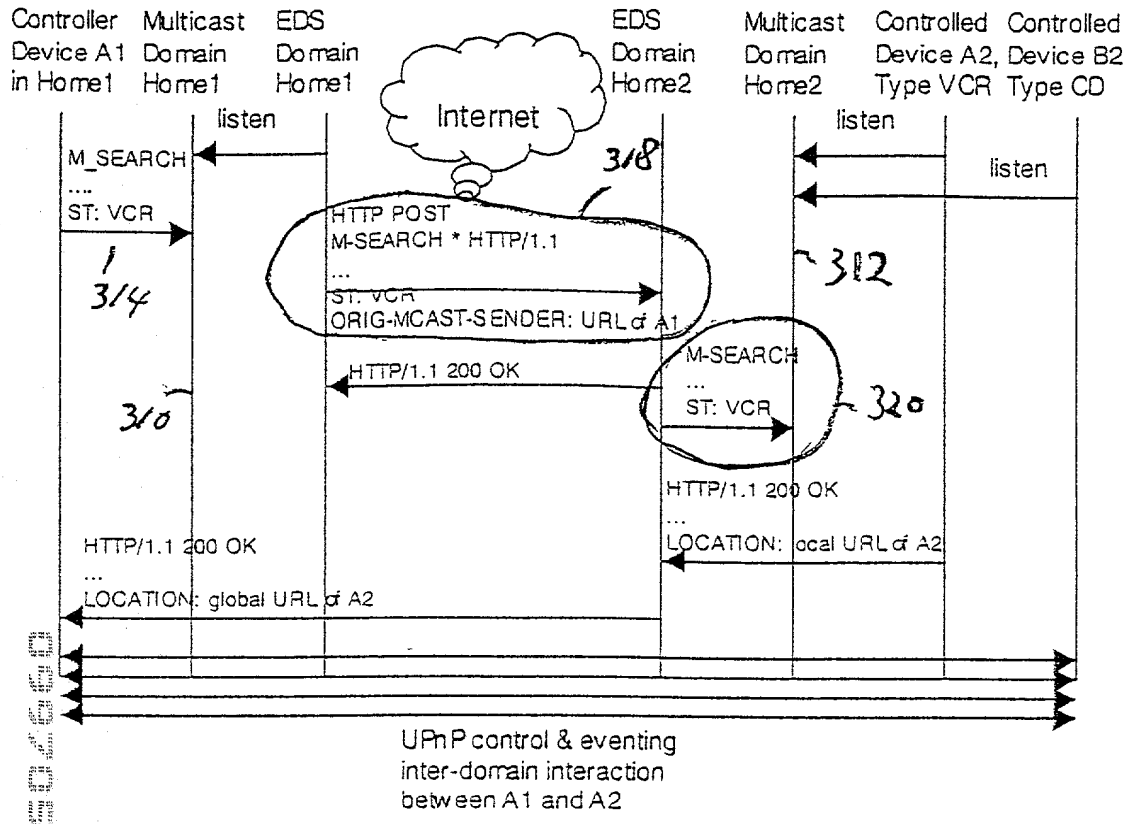 Controller Device A1 in Home1
Multicast Domain Home1
EDS Domain Home1
Internet
EDS Domain Home2
Multicast Domain Home2
Controlled Device A2, Type VCR
Controlled Device B2 Type CD
listen
listen
listen
M_SEARCH
....
ST: VCR
314
310
318
HTTP POST
M-SEARCH * HTTP/1.1
...
ST: VCR
ORIG-MCAST-SENDER: URL of A1
312
HTTP/1.1 200 OK
M-SEARCH
...
ST: VCR
320
HTTP/1.1 200 OK
...
LOCATION: local URL of A2
HTTP/1.1 200 OK
...
LOCATION: global URL of A2
UPnP control & eventing
inter-domain interaction
between A1 and A2